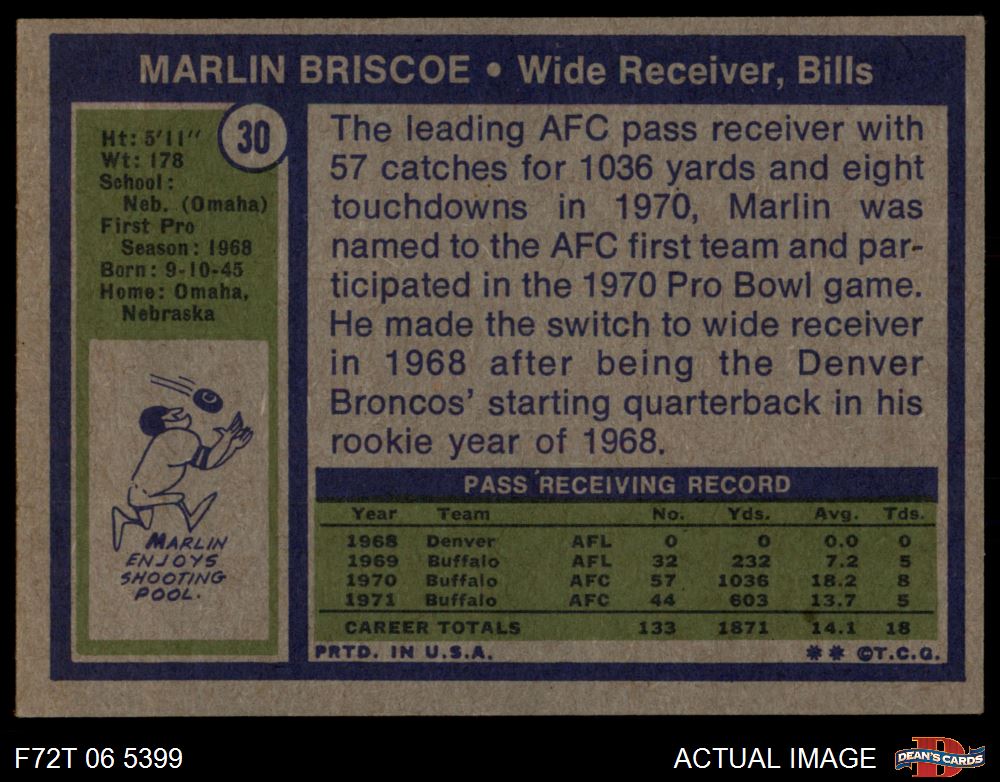 MARLIN BRISCOE • Wide Receiver, Bills
30
Ht: 5'11"
Wt: 178
School:
Neb. (Omaha)
First Pro
Season: 1968
Born: 9-10-45
Home: Omaha,
Nebraska
MARLIN
ENJOYS
SHOOTING
POOL.
The leading AFC pass receiver with
57 catches for 1036 yards and eight
touchdowns in 1970, Marlin was
named to the AFC first team and par-
ticipated in the 1970 Pro Bowl game.
He made the switch to wide receiver
in 1968 after being the Denver
Broncos' starting quarterback in his
rookie year of 1968.
PASS RECEIVING RECORD
Year Team No. Yds. Avg. Tds.
1968 Denver AFL 0 0 0.0 0
1969 Buffalo AFL 32 232 7.2 5
1970 Buffalo AFC 57 1036 18.2 8
1971 Buffalo AFC 44 603 13.7 5
CAREER TOTALS 133 1871 14.1 18
PRTD. IN U.S.A. ** ©T.C.G.
F72T 06 5399 ACTUAL IMAGE
D
DEAN'S CARDS